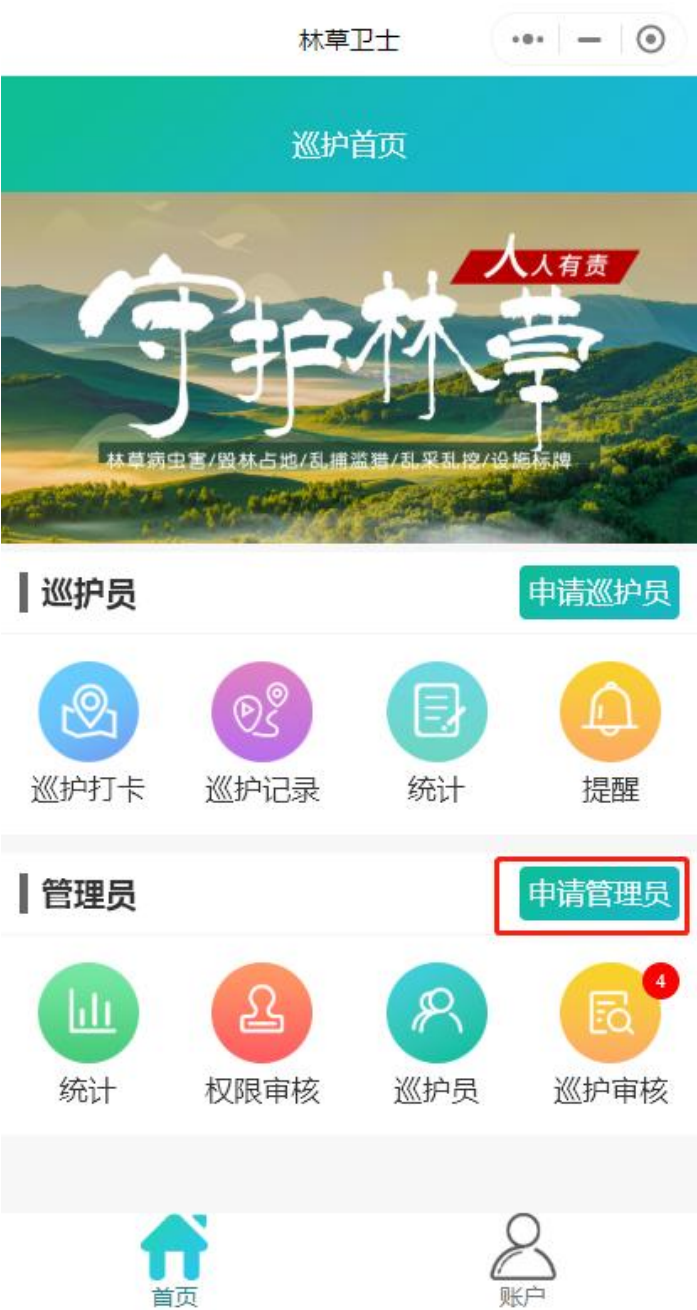 林草卫士
巡护首页
人人有责
守护林草
林草病虫害/毁林占地/乱捕滥猎/乱采乱挖/设施标牌
巡护员 申请巡护员
巡护打卡 巡护记录 统计 提醒
管理员 申请管理员
4
统计 权限审核 巡护员 巡护审核
首页 账户